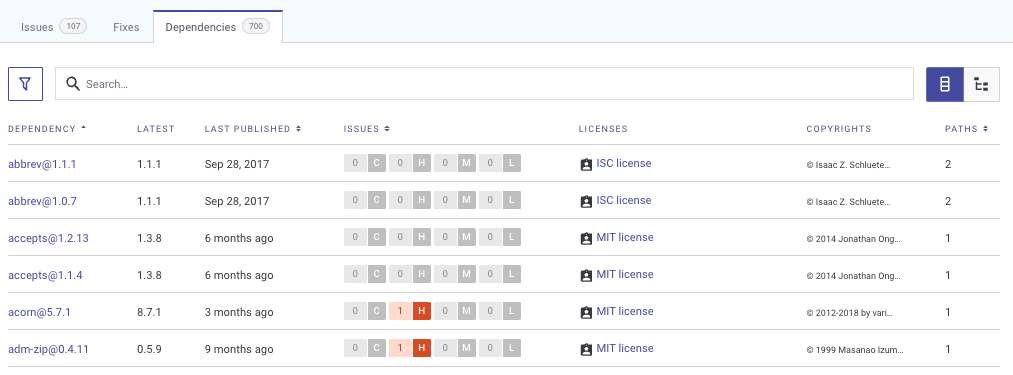 Issues 107 Fixes Dependencies 700
Search...
DEPENDENCY LATEST LAST PUBLISHED ISSUES LICENSES COPYRIGHTS PATHS
abbrev@1.1.1 1.1.1 Sep 28, 2017 0 C 0 H 0 M 0 L ISC license © Isaac Z. Schluete... 2
abbrev@1.0.7 1.1.1 Sep 28, 2017 0 C 0 H 0 M 0 L ISC license © Isaac Z. Schluete... 2
accepts@1.2.13 1.3.8 6 months ago 0 C 0 H 0 M 0 L MIT license © 2014 Jonathan Ong... 1
accepts@1.1.4 1.3.8 6 months ago 0 C 0 H 0 M 0 L MIT license © 2014 Jonathan Ong... 1
acorn@5.7.1 8.7.1 3 months ago 0 C 1 H 0 M 0 L MIT license © 2012-2018 by vari... 1
adm-zip@0.4.11 0.5.9 9 months ago 0 C 1 H 0 M 0 L MIT license © 1999 Masanao Izum... 1